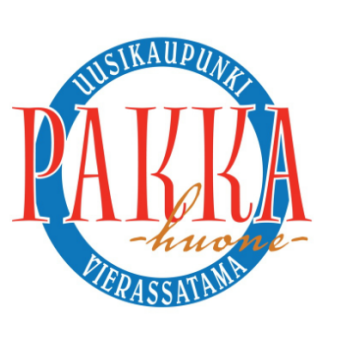 UUSIKAUPUNKI
PAKKA
-huone-
VIERASSATAMA